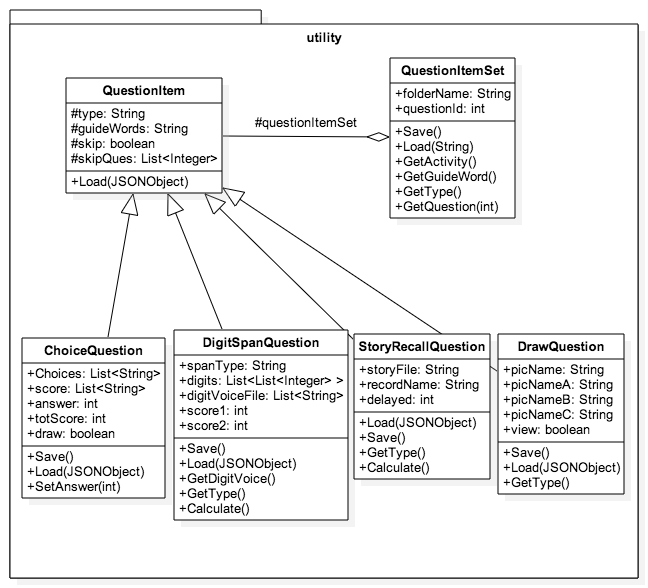 utility
QuestionItem
#type: String
#guideWords: String
#skip: boolean
#skipQues: List<Integer>
+Load(JSONObject)
#questionItemSet
QuestionItemSet
+folderName: String
+questionId: int
+Save()
+Load(String)
+GetActivity()
+GetGuideWord()
+GetType()
+GetQuestion(int)
ChoiceQuestion
+Choices: List<String>
+score: List<String>
+answer: int
+totScore: int
+draw: boolean
+Save()
+Load(JSONObject)
+SetAnswer(int)
DigitSpanQuestion
+spanType: String
+digits: List<List<Integer> >
+digitVoiceFile: List<String>
+score1: int
+score2: int
+Save()
+Load(JSONObject)
+GetDigitVoice()
+GetType()
+Calculate()
StoryRecallQuestion
+storyFile: String
+recordName: String
+delayed: int
+Load(JSONObject)
+Save()
+GetType()
+Calculate()
DrawQuestion
+picName: String
+picNameA: String
+picNameB: String
+picNameC: String
+view: boolean
+Save()
+Load(JSONObject)
+GetType()